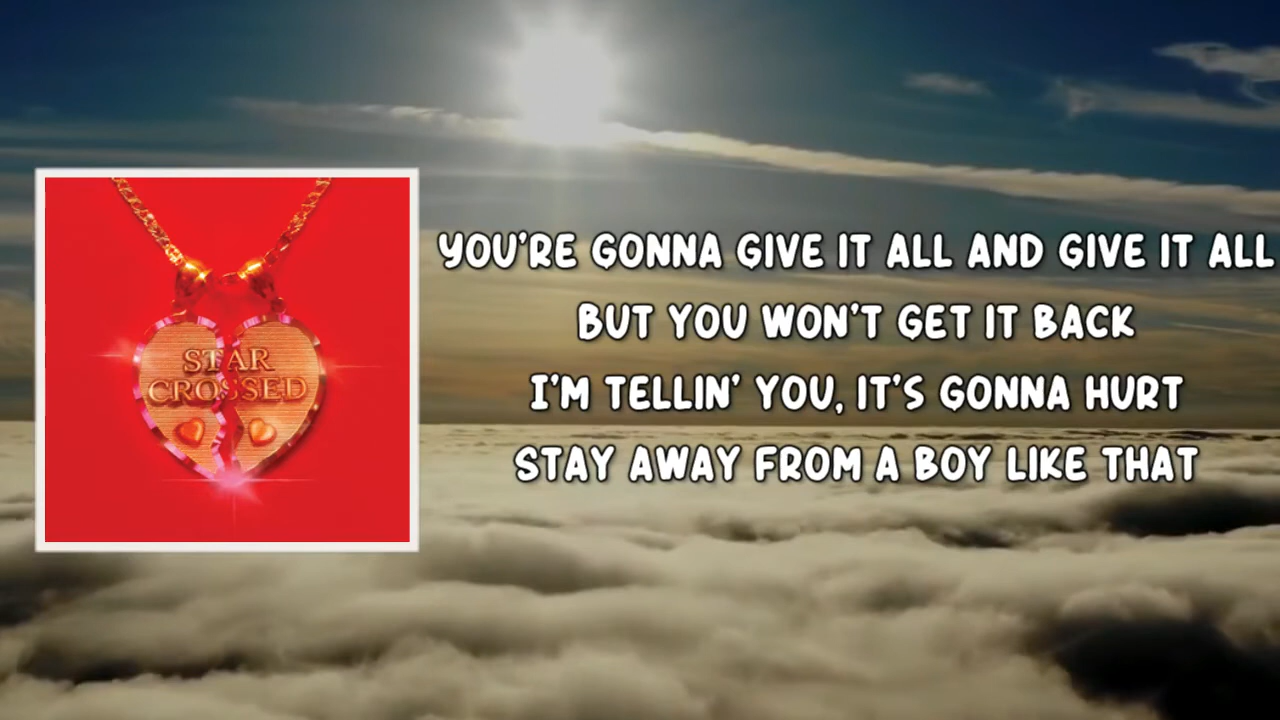 STAR
CROSSED
YOU'RE GONNA GIVE IT ALL AND GIVE IT ALL
BUT YOU WON'T GET IT BACK
I'M TELLIN' YOU, IT'S GONNA HURT
STAY AWAY FROM A BOY LIKE THAT